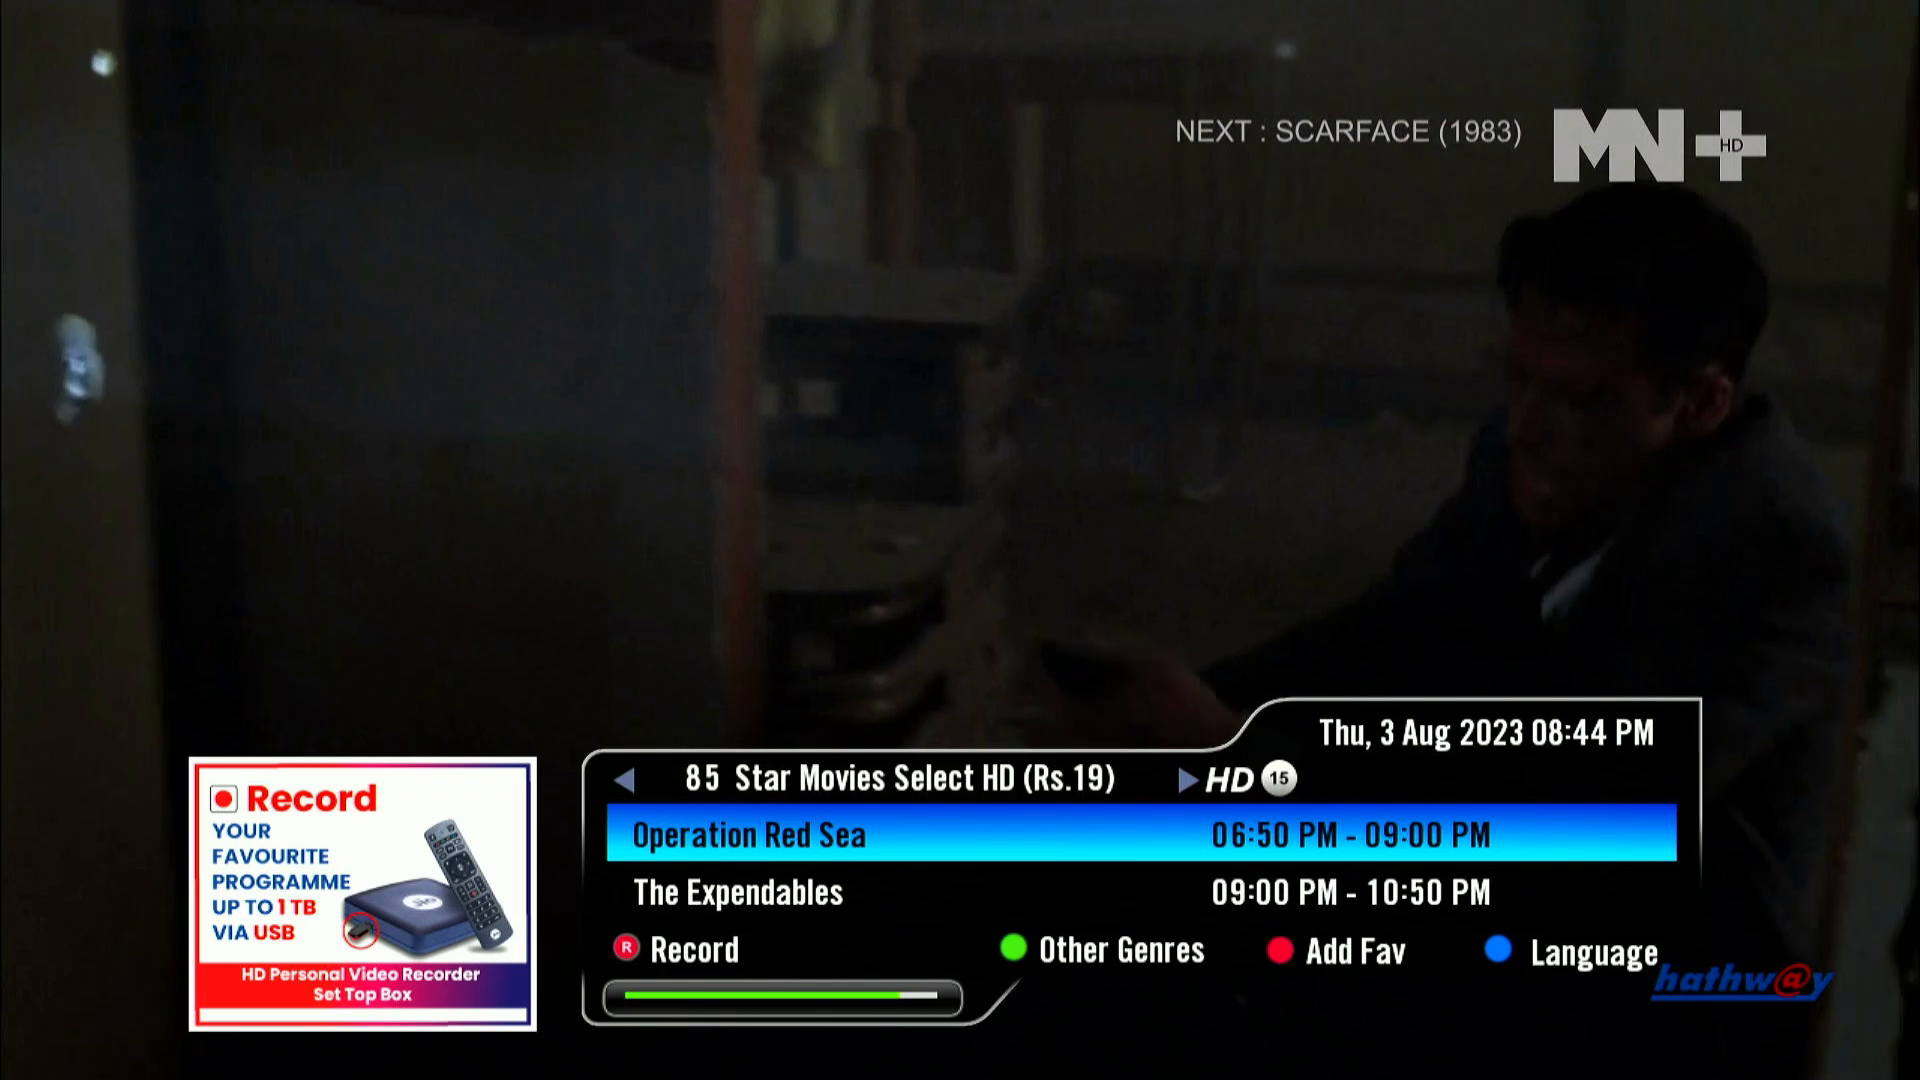 NEXT : SCARFACE (1983)
MN+
HD
Thu, 3 Aug 2023 08:44 PM
85 Star Movies Select HD (Rs.19)
HD 15
Operation Red Sea 06:50 PM - 09:00 PM
The Expendables 09:00 PM - 10:50 PM
R Record
Other Genres
Add Fav
Language
hathw@y
Record
YOUR
FAVOURITE
PROGRAMME
UP TO 1 TB
VIA USB
Jio
HD Personal Video Recorder
Set Top Box